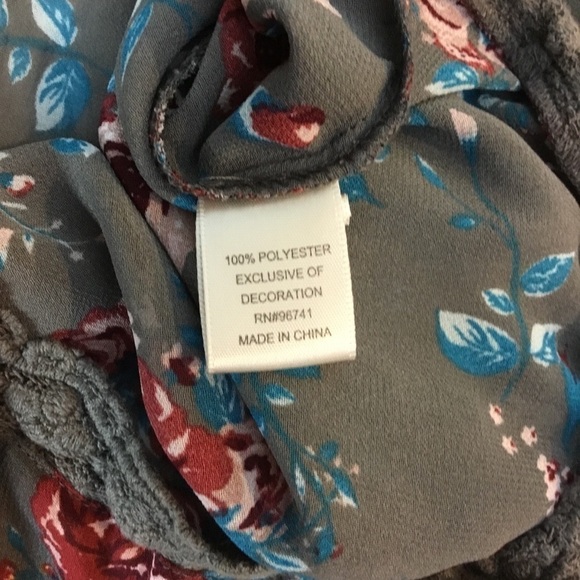 100% POLYESTER
EXCLUSIVE OF
DECORATION
RN#96741
MADE IN CHINA